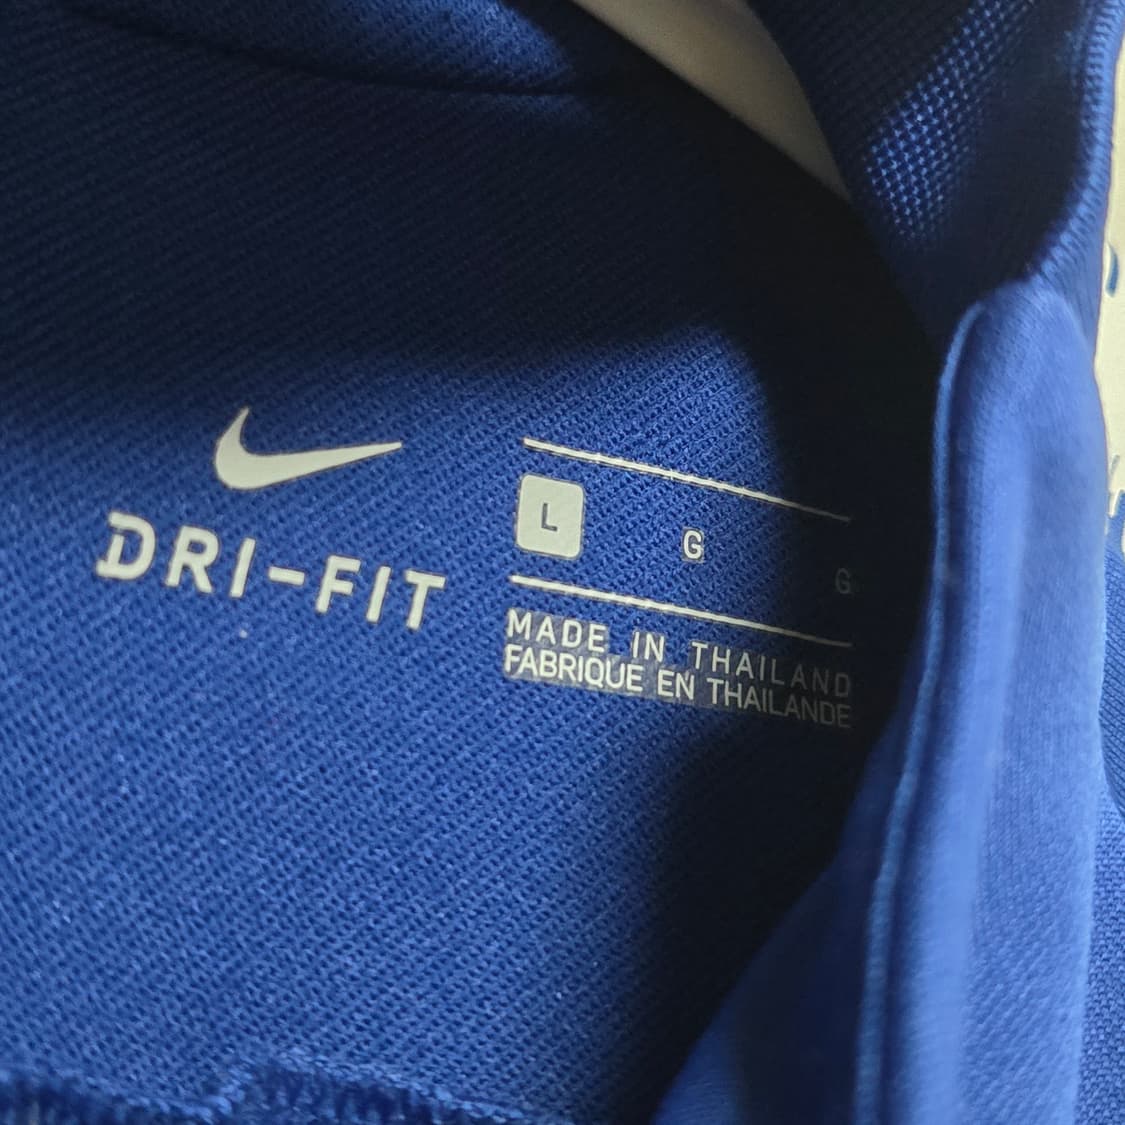 DRI-FIT
L G G
MADE IN THAILAND
FABRIQUE EN THAILANDE